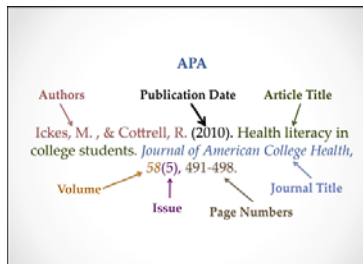 APA
Authors Publication Date Article Title
Ickes, M. , & Cottrell, R. (2010). Health literacy in
college students. Journal of American College Health,
58(5), 491-498.
Volume Journal Title
Issue Page Numbers